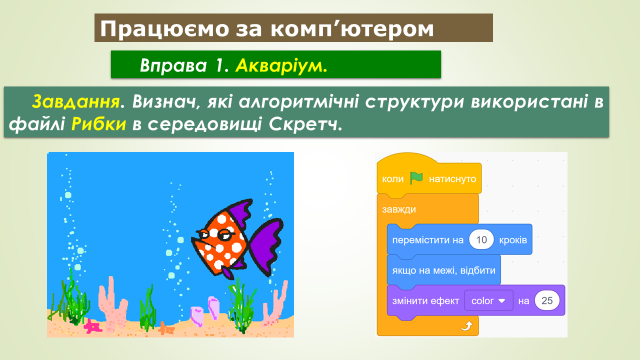 Працюємо за комп’ютером
Вправа 1. Акваріум.
Завдання. Визнач, які алгоритмічні структури використані в
файлі Рибки в середовищі Скретч.
коли натиснуто
завжди
перемістити на 10 кроків
якщо на межі, відбити
змінити ефект color на 25